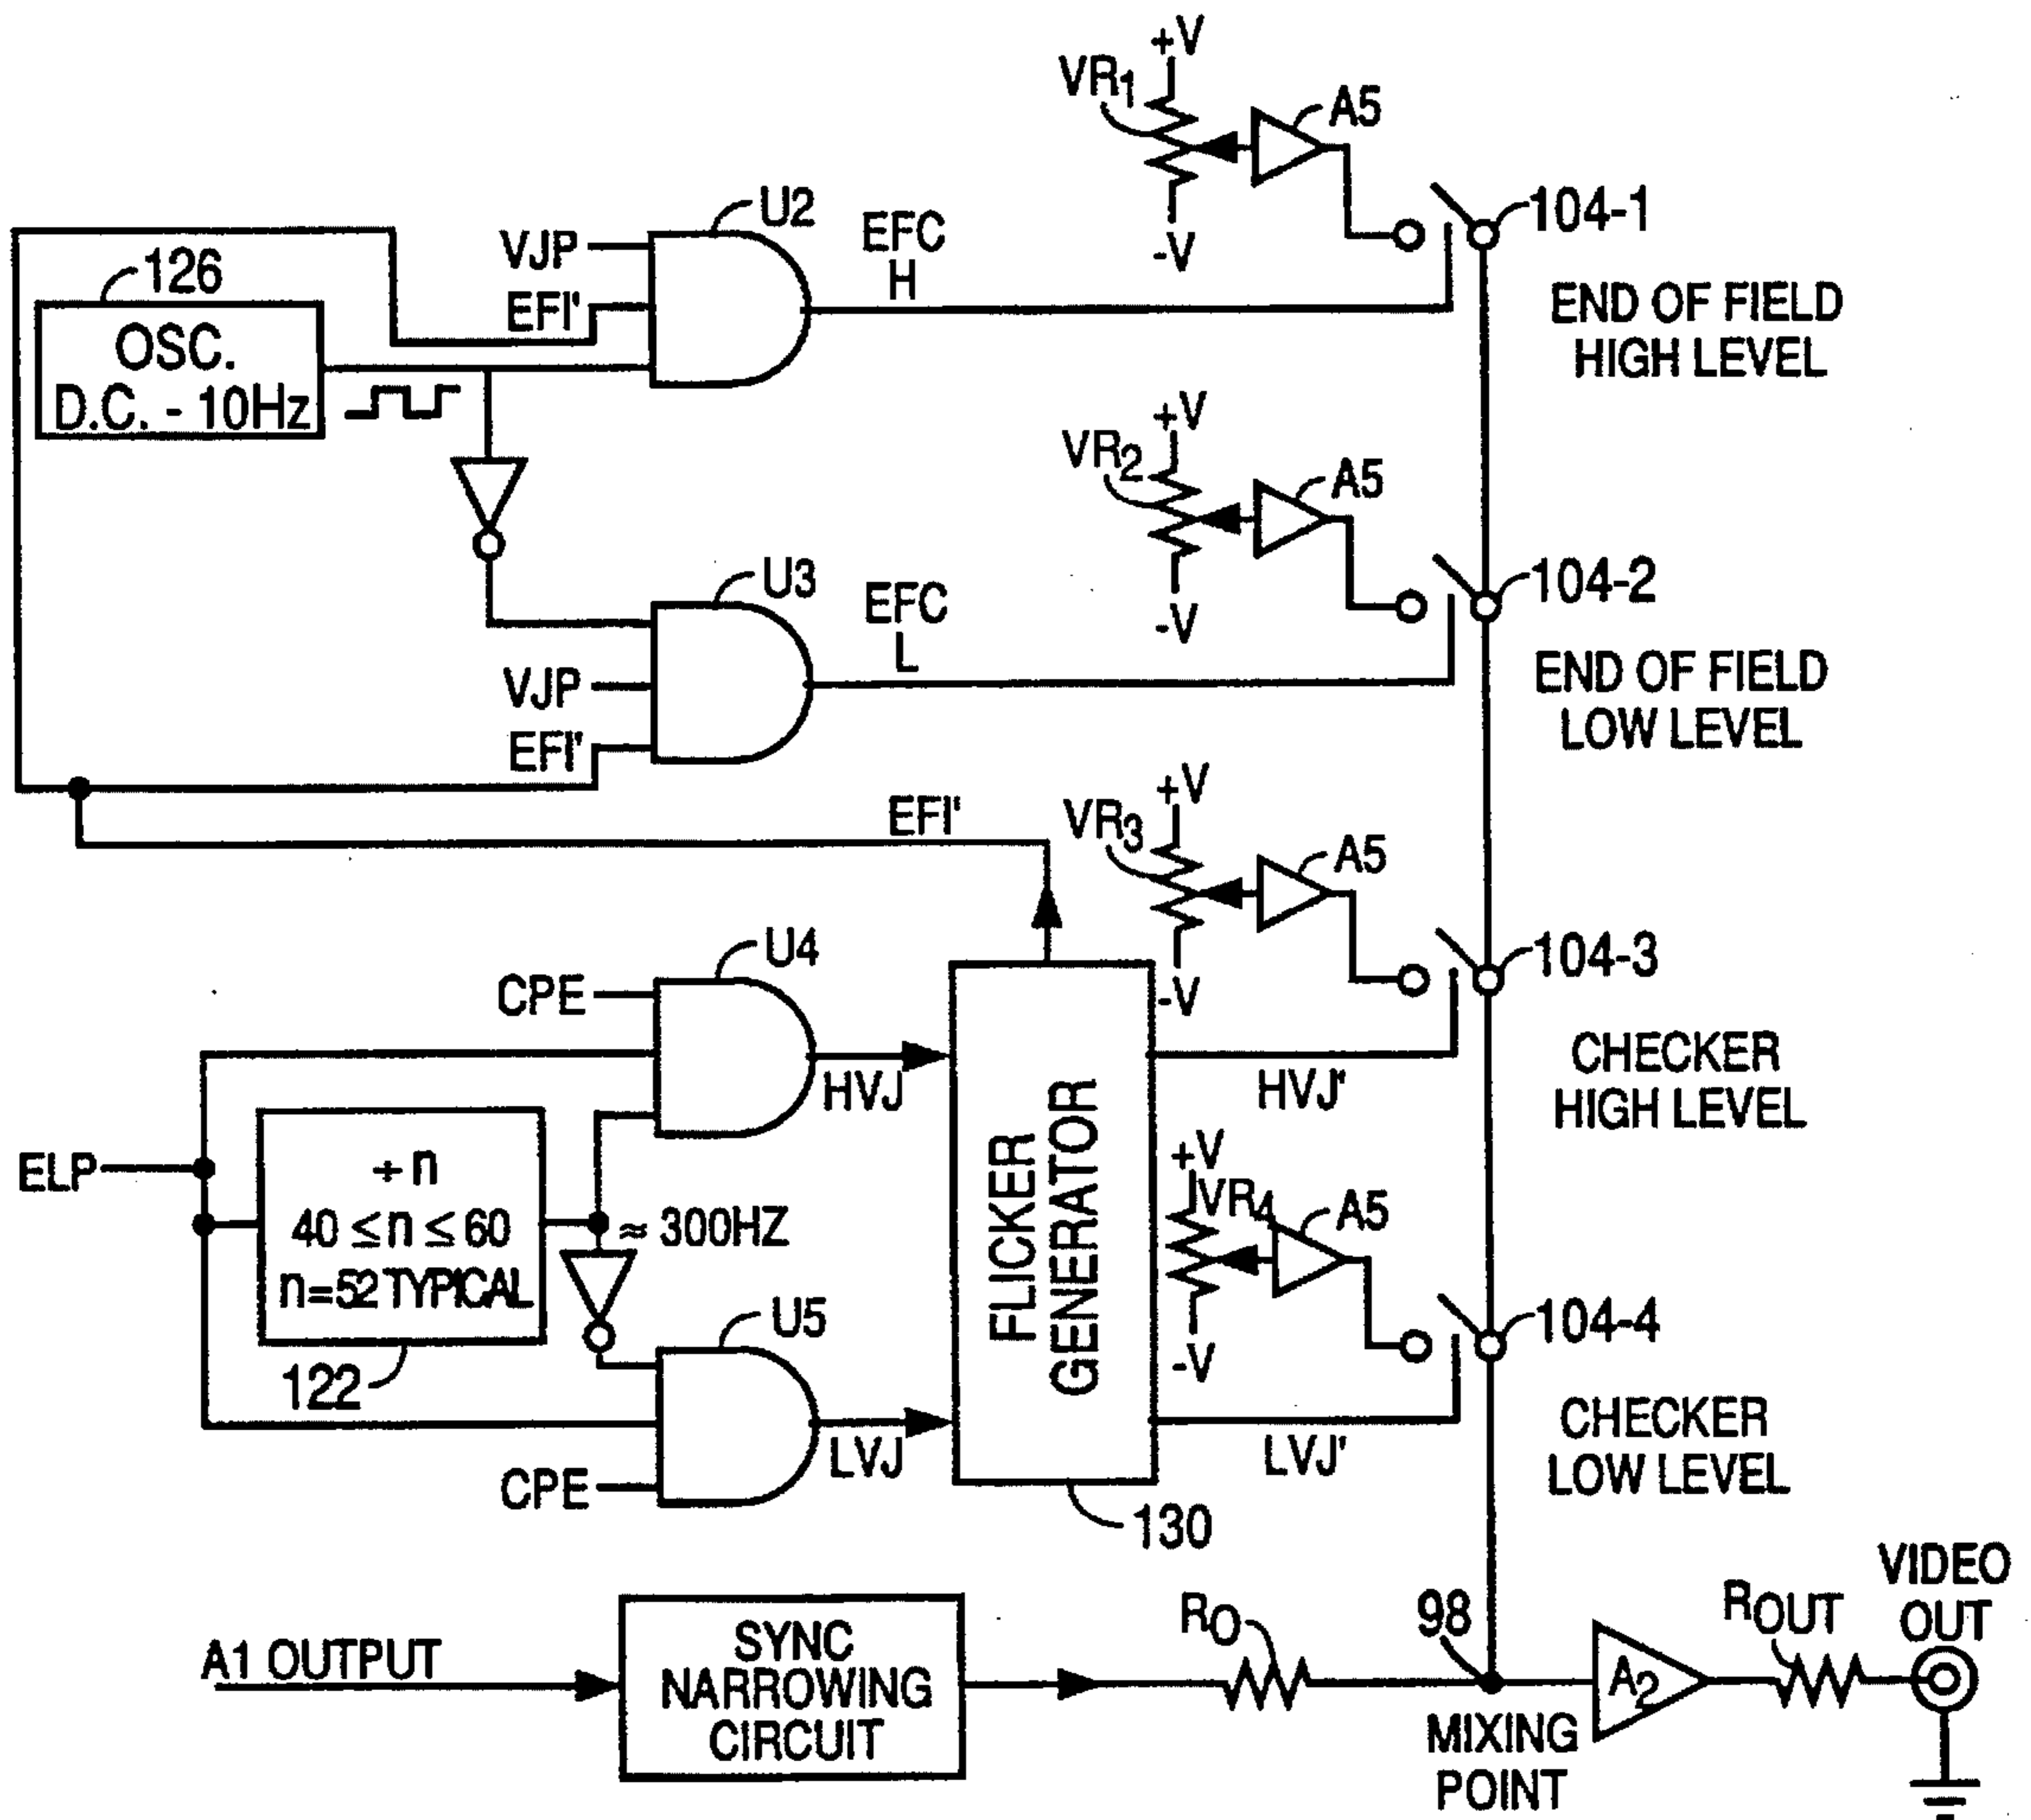 +V
VR1
A5
-V
104-1
END OF FIELD
HIGH LEVEL
U2
VJP
EFI'
EFC
H
126
OSC.
D.C. - 10Hz
+V
VR2
A5
-V
104-2
END OF FIELD
LOW LEVEL
U3
VJP
EFI'
EFC
L
EFI'
+V
VR3
A5
-V
104-3
CHECKER
HIGH LEVEL
U4
CPE
HVJ
HVJ'
ELP
÷ n
40 ≤ n ≤ 60
n=52 TYPICAL
122
≈ 300HZ
FLICKER
GENERATOR
130
+V
VR4
A5
-V
104-4
CHECKER
LOW LEVEL
U5
CPE
LVJ
LVJ'
A1 OUTPUT
SYNC
NARROWING
CIRCUIT
RO
98
MIXING
POINT
A2
ROUT
VIDEO
OUT